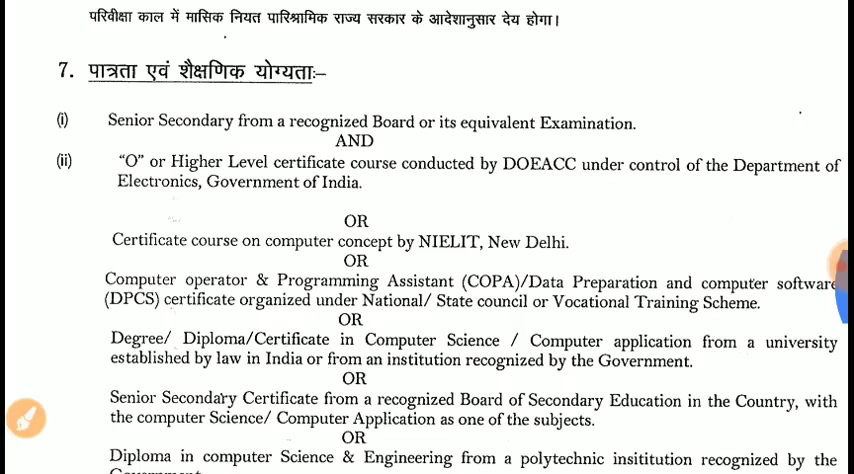 परिवीक्षा काल में मासिक नियत पारिश्रमिक राज्य सरकार के आदेशानुसार देय होगा।
7. पात्रता एवं शैक्षणिक योग्यताः–
(i) Senior Secondary from a recognized Board or its equivalent Examination.
AND
(ii) “O” or Higher Level certificate course conducted by DOEACC under control of the Department of
Electronics, Government of India.
OR
Certificate course on computer concept by NIELIT, New Delhi.
OR
Computer operator & Programming Assistant (COPA)/Data Preparation and computer software
(DPCS) certificate organized under National/ State council or Vocational Training Scheme.
OR
Degree/ Diploma/Certificate in Computer Science / Computer application from a university
established by law in India or from an institution recognized by the Government.
OR
Senior Secondary Certificate from a recognized Board of Secondary Education in the Country, with
the computer Science/ Computer Application as one of the subjects.
OR
Diploma in computer Science & Engineering from a polytechnic insititution recognized by the